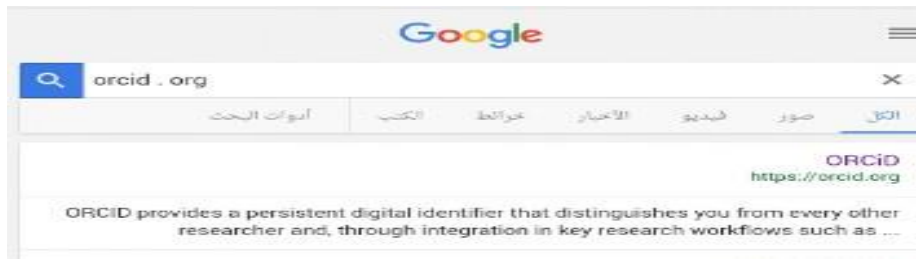 Google
orcid . org
الكل صور فيديو الأخبار خرائط الكتب أدوات البحث
ORCiD
https://orcid.org
ORCID provides a persistent digital identifier that distinguishes you from every other
researcher and, through integration in key research workflows such as ...